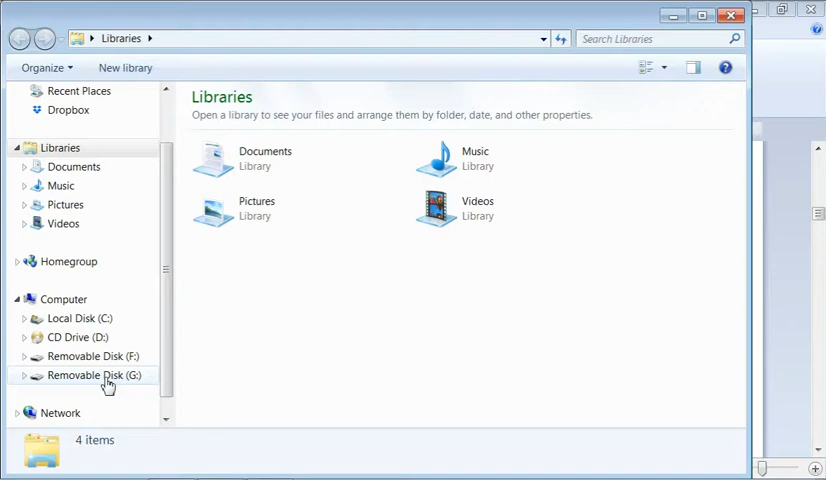 Libraries
Search Libraries
Organize
New library
Recent Places
Dropbox
Libraries
Documents
Music
Pictures
Videos
Homegroup
Computer
Local Disk (C:)
CD Drive (D:)
Removable Disk (F:)
Removable Disk (G:)
Network
Libraries
Open a library to see your files and arrange them by folder, date, and other properties.
Documents
Library
Music
Library
Pictures
Library
Videos
Library
4 items